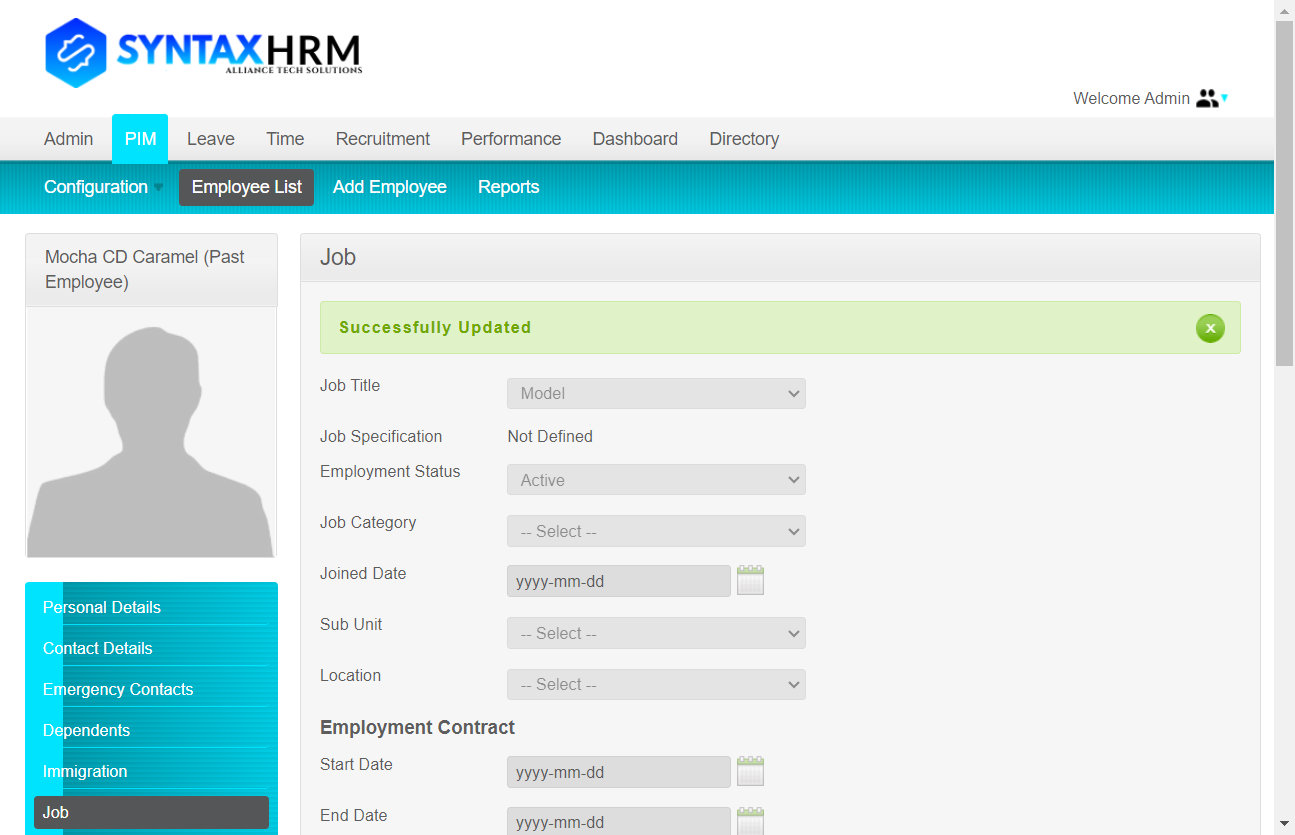 SYNTAXHRM
ALLIANCE TECH SOLUTIONS
Welcome Admin
Admin PIM Leave Time Recruitment Performance Dashboard Directory
Configuration Employee List Add Employee Reports
Mocha CD Caramel (Past
Employee)
Personal Details
Contact Details
Emergency Contacts
Dependents
Immigration
Job
Job
Successfully Updated
x
Job Title Model
Job Specification Not Defined
Employment Status Active
Job Category -- Select --
Joined Date yyyy-mm-dd
Sub Unit -- Select --
Location -- Select --
Employment Contract
Start Date yyyy-mm-dd
End Date yyyy-mm-dd